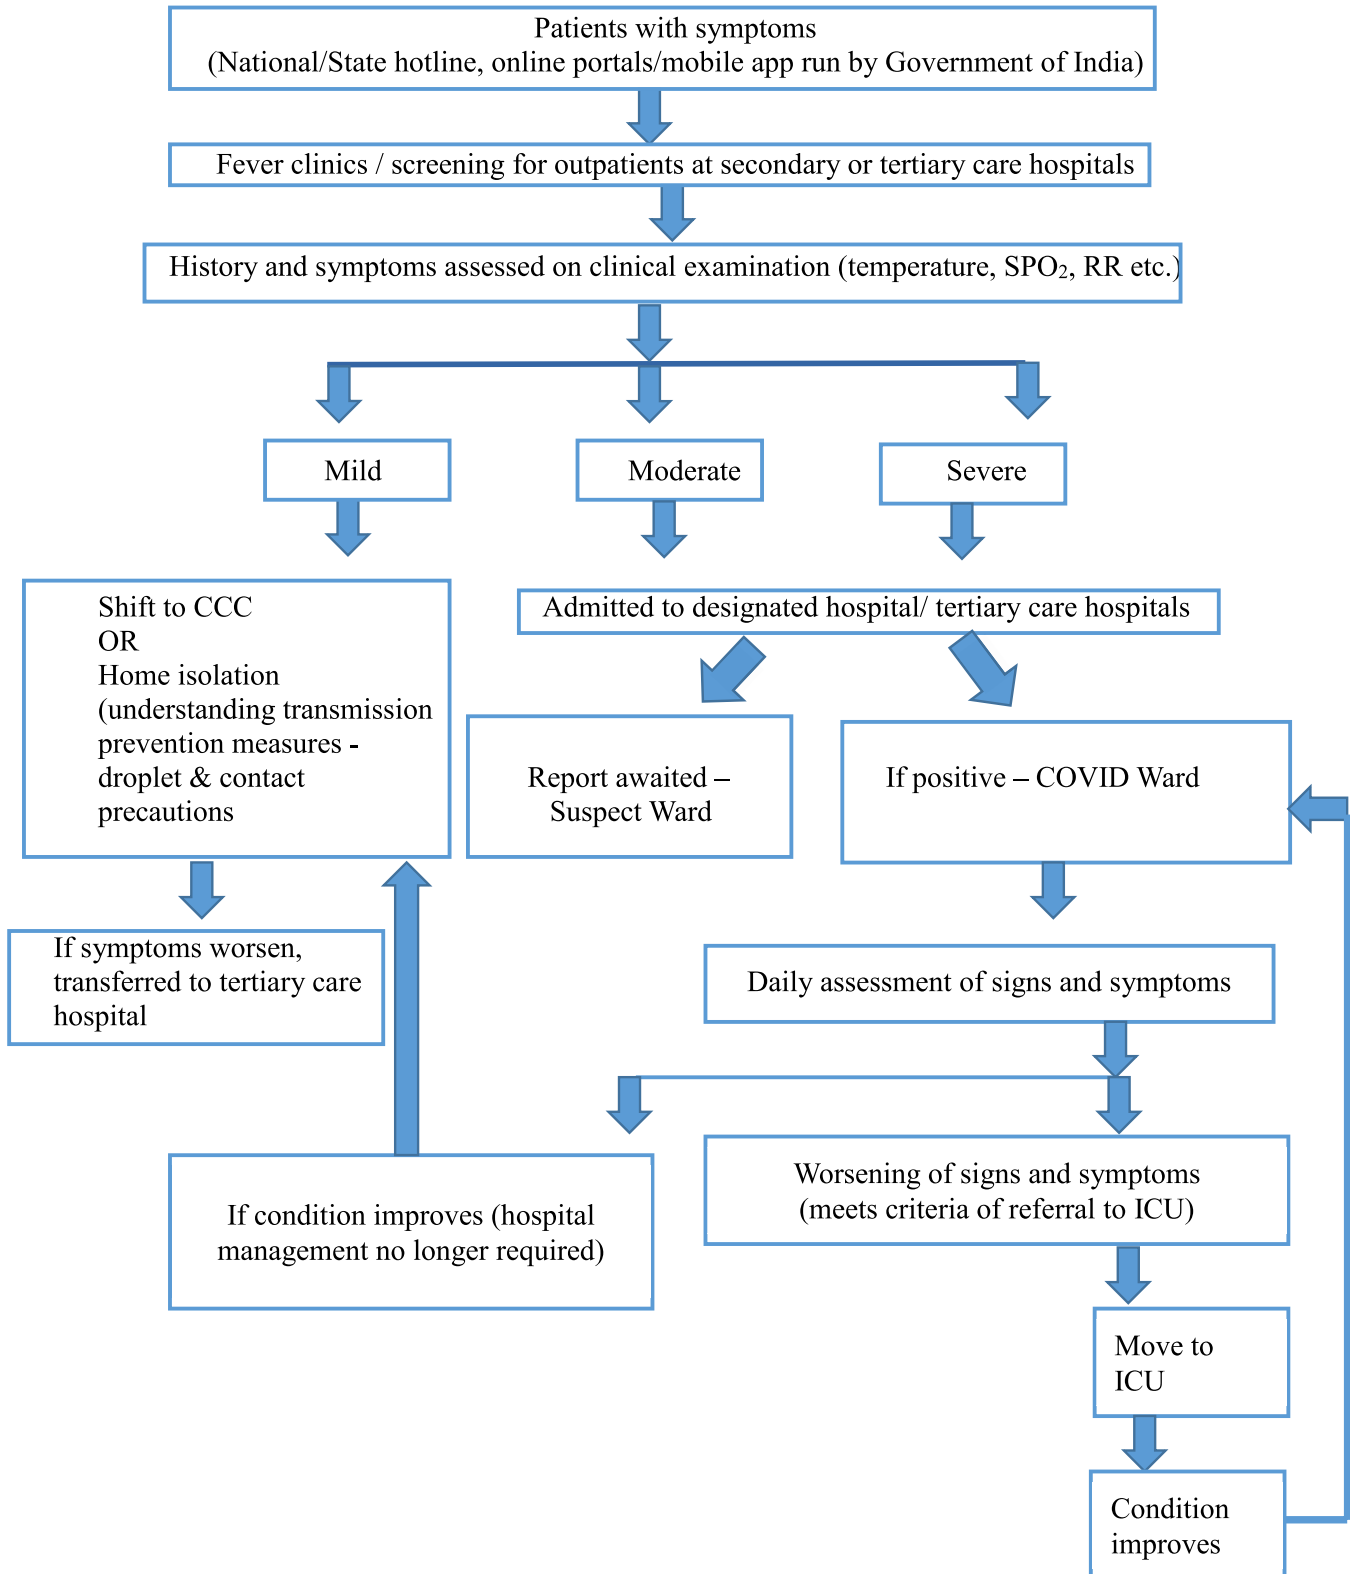 Patients with symptoms
(National/State hotline, online portals/mobile app run by Government of India)
Fever clinics / screening for outpatients at secondary or tertiary care hospitals
History and symptoms assessed on clinical examination (temperature, SPO₂, RR etc.)
Mild
Moderate
Severe
Shift to CCC
OR
Home isolation
(understanding transmission
prevention measures -
droplet & contact
precautions
Admitted to designated hospital/ tertiary care hospitals
Report awaited –
Suspect Ward
If positive – COVID Ward
If symptoms worsen,
transferred to tertiary care
hospital
Daily assessment of signs and symptoms
If condition improves (hospital
management no longer required)
Worsening of signs and symptoms
(meets criteria of referral to ICU)
Move to
ICU
Condition
improves